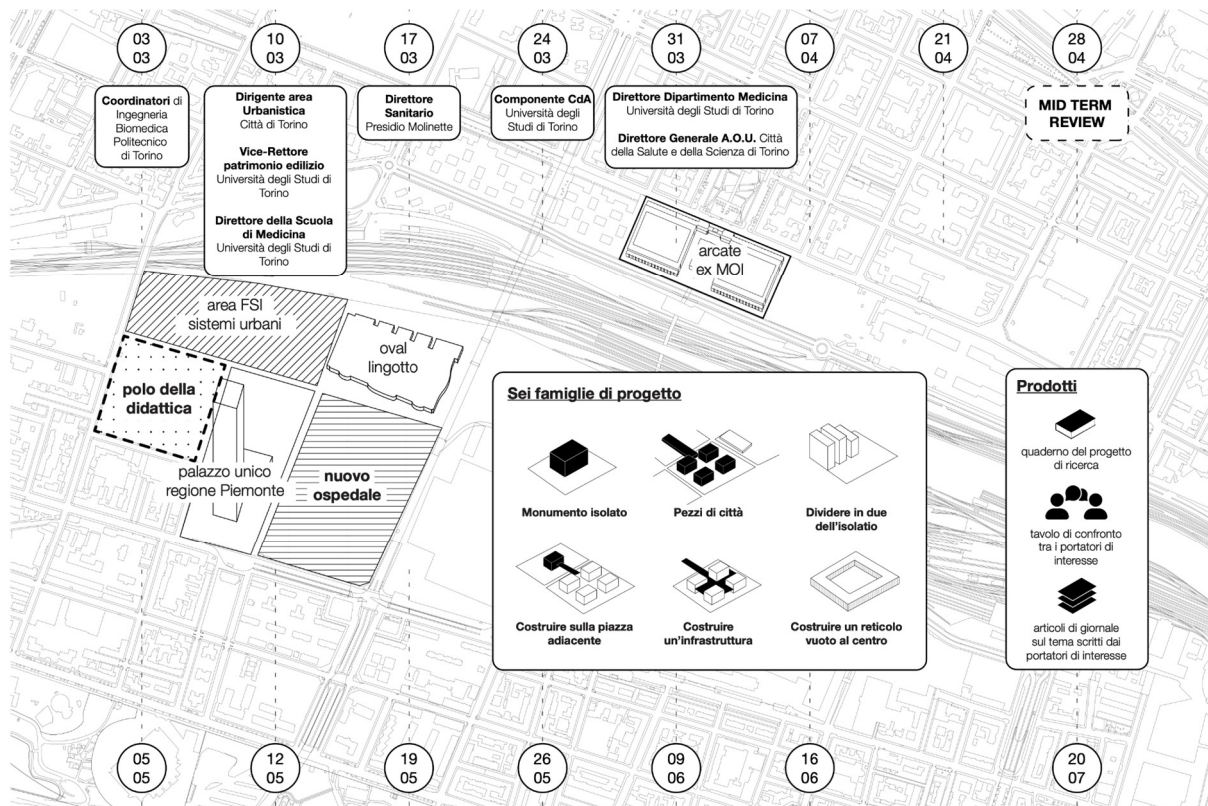 03
03
10
03
17
03
24
03
31
03
07
04
21
04
28
04
Coordinatori di
Ingegneria
Biomedica
Politecnico
di Torino
Dirigente area
Urbanistica
Città di Torino
Vice-Rettore
patrimonio edilizio
Università degli Studi di
Torino
Direttore della Scuola
di Medicina
Università degli Studi di
Torino
Direttore
Sanitario
Presidio Molinette
Componente CdA
Università degli
Studi di Torino
Direttore Dipartimento Medicina
Università degli Studi di Torino
Direttore Generale A.O.U. Città
della Salute e della Scienza di Torino
MID TERM
REVIEW
arcate
ex MOI
area FSI
sistemi urbani
oval
lingotto
polo della
didattica
palazzo unico
regione Piemonte
nuovo
ospedale
Sei famiglie di progetto
Monumento isolato
Pezzi di città
Dividere in due
dell'isolatio
Costruire sulla piazza
adiacente
Costruire
un'infrastruttura
Costruire un reticolo
vuoto al centro
Prodotti
quaderno del progetto
di ricerca
tavolo di confronto
tra i portatori di
interesse
articoli di giornale
sul tema scritti dai
portatori di interesse
05
05
12
05
19
05
26
05
09
06
16
06
20
07